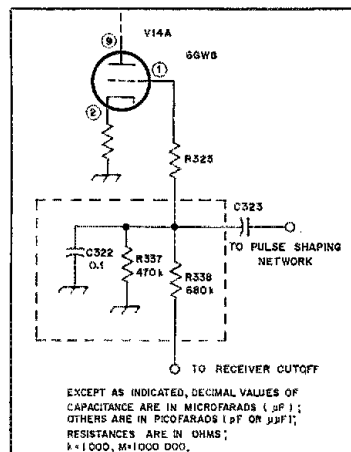 V14A
6GW8
9
1
2
R323
C323
TO PULSE SHAPING
NETWORK
C322
0.1
R337
470k
R338
680k
TO RECEIVER CUTOFF
EXCEPT AS INDICATED, DECIMAL VALUES OF
CAPACITANCE ARE IN MICROFARADS ( µF ) ;
OTHERS ARE IN PICOFARADS ( pF OR µµF);
RESISTANCES ARE IN OHMS;
k=1000, M=1000 000.